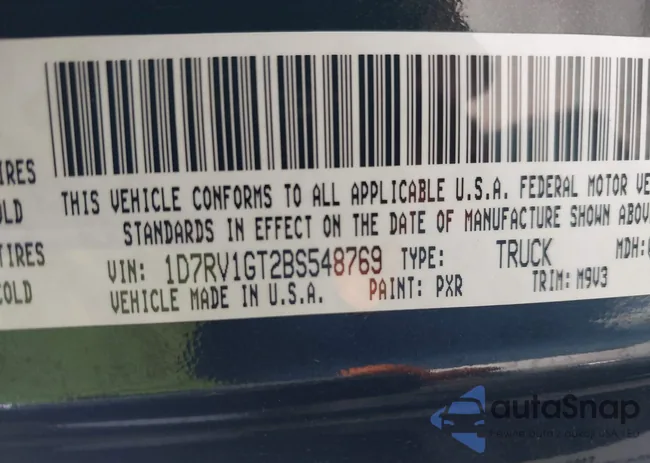 THIS VEHICLE CONFORMS TO ALL APPLICABLE U.S.A. FEDERAL MOTOR VE
STANDARDS IN EFFECT ON THE DATE OF MANUFACTURE SHOWN ABOV
IRES
OLD
TIRES
COLD
VIN: 1D7RV1GT2BS548769 TYPE: TRUCK MDH:
VEHICLE MADE IN U.S.A. PAINT: PXR TRIM: M9V3
autoSnap